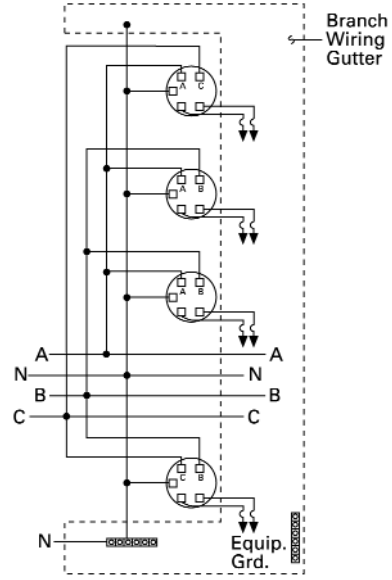 Branch
Wiring
Gutter
A C
A B
A B
A A
N N
B B
C C
C B
N
Equip.
Grd.